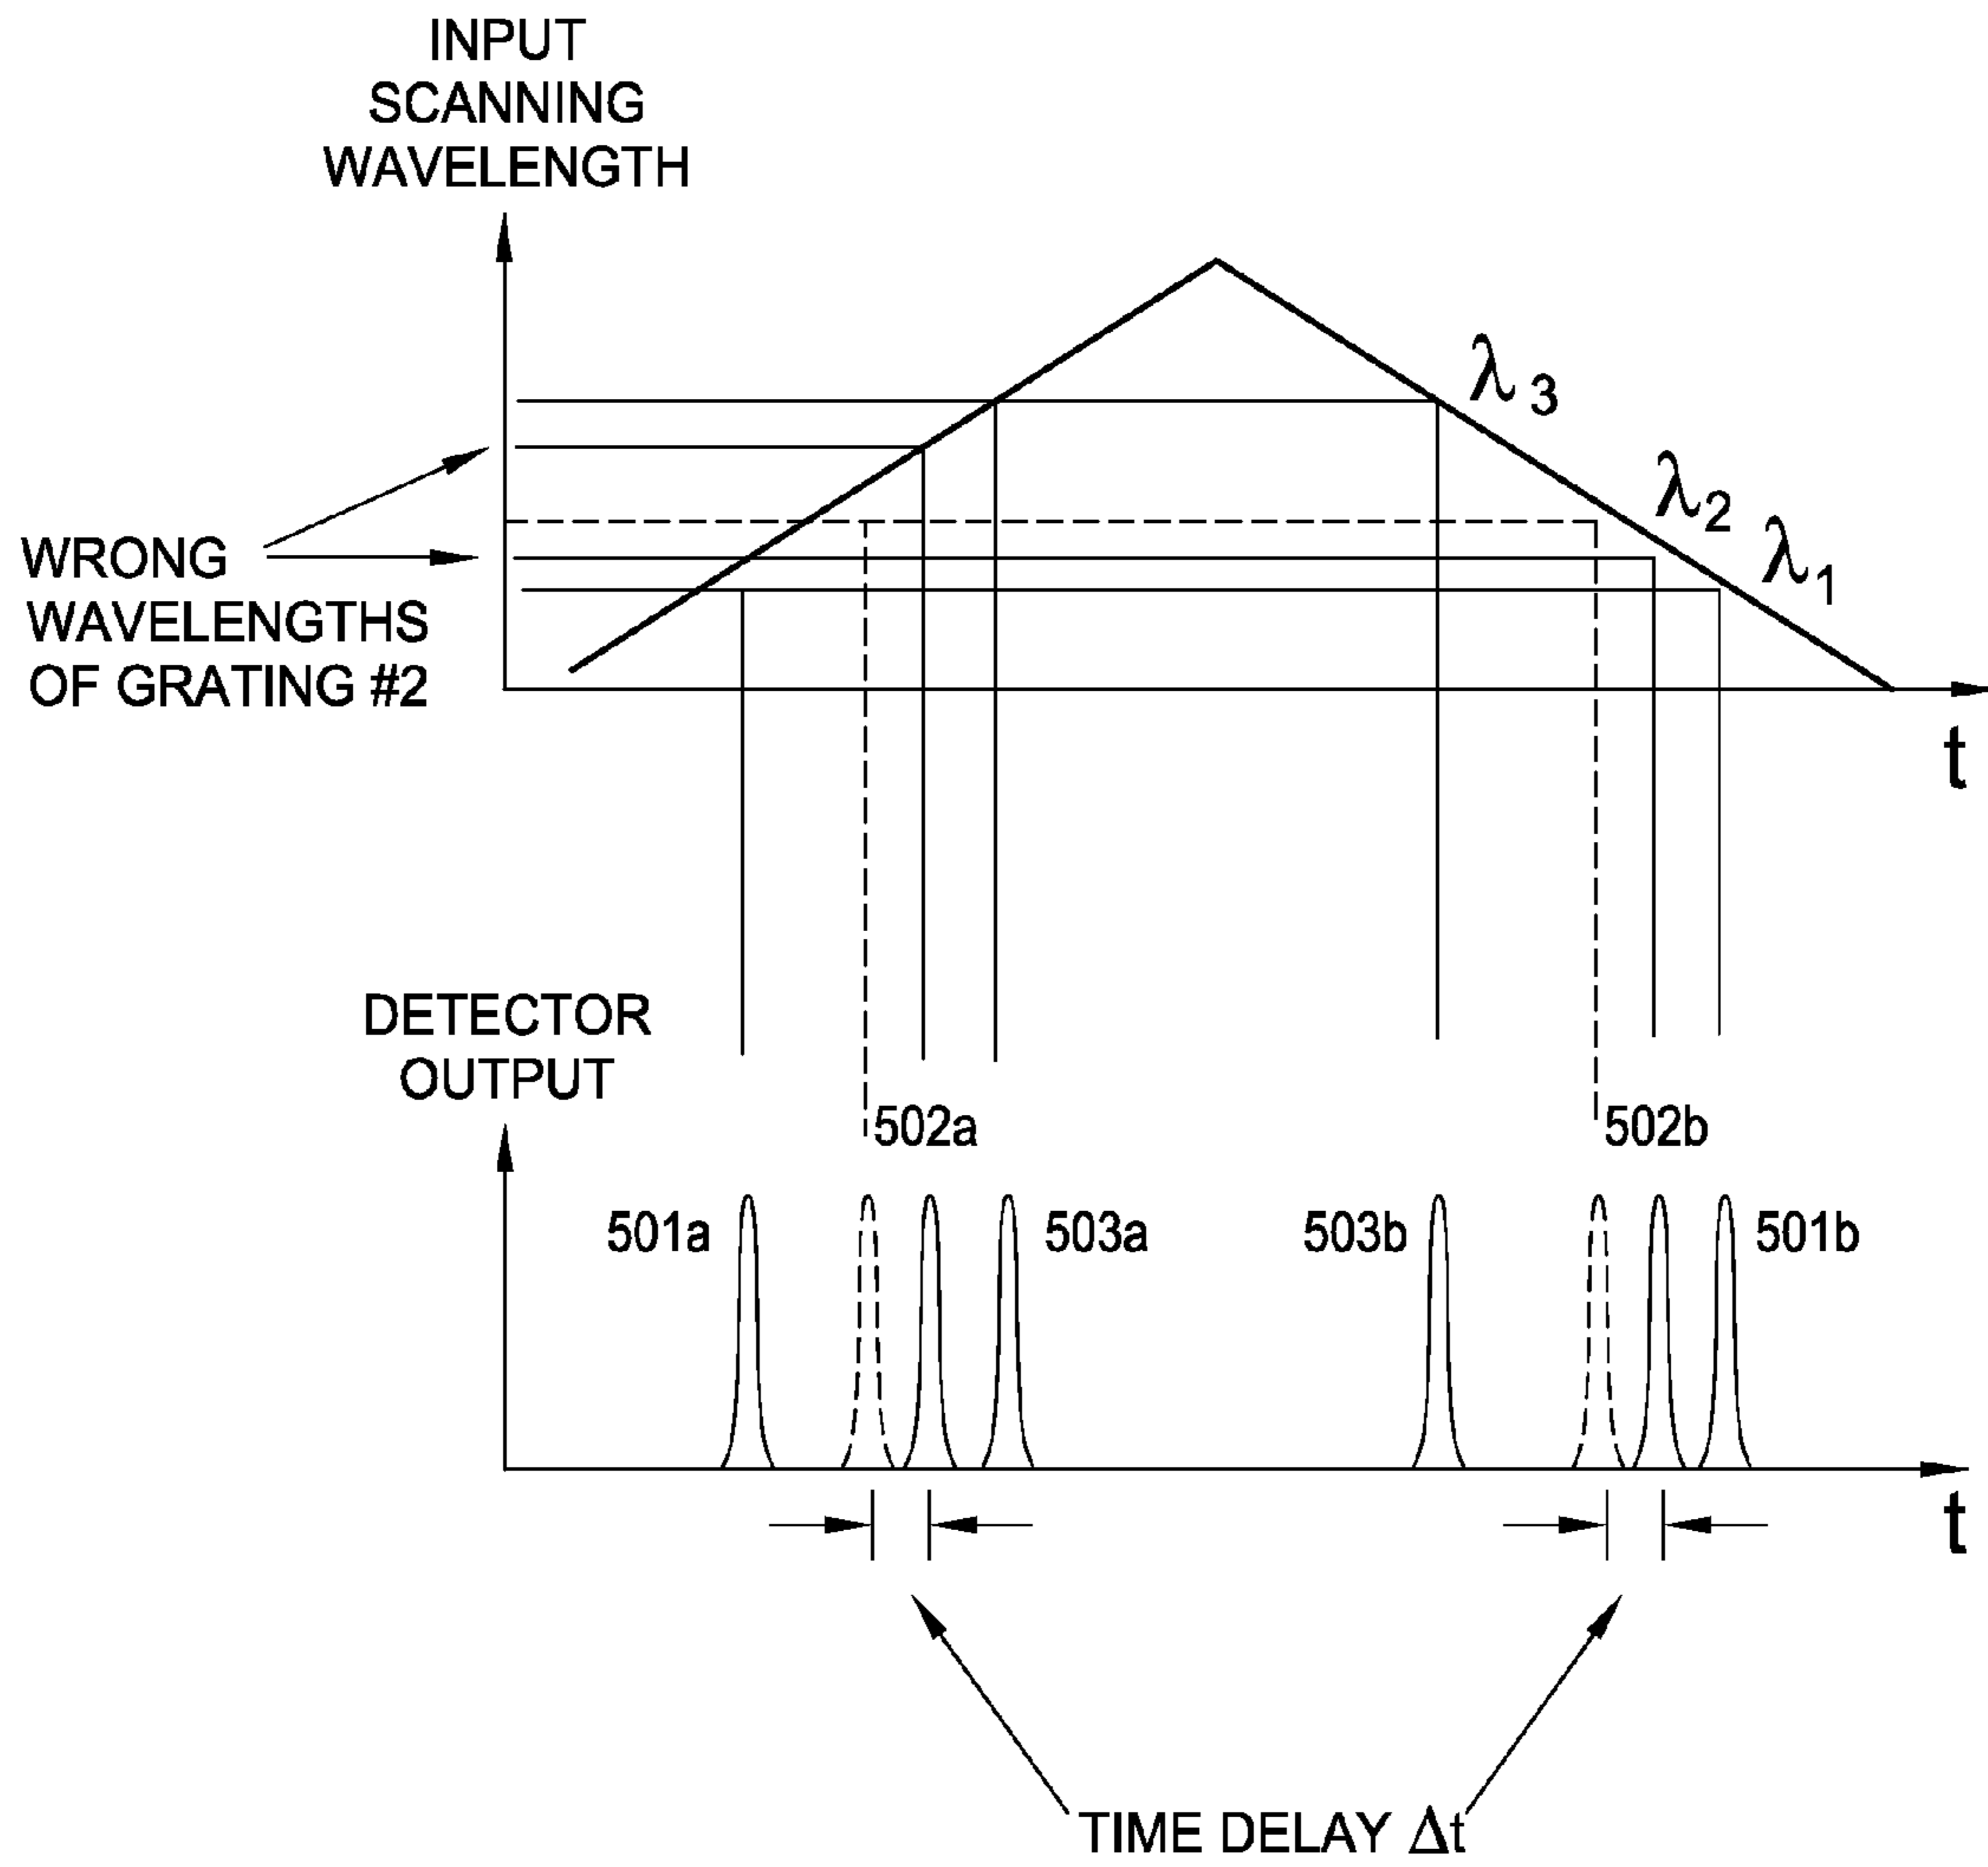 INPUT
SCANNING
WAVELENGTH
λ3
λ2
λ1
WRONG
WAVELENGTHS
OF GRATING #2
t
DETECTOR
OUTPUT
502a
502b
501a
503a
503b
501b
t
TIME DELAY Δt